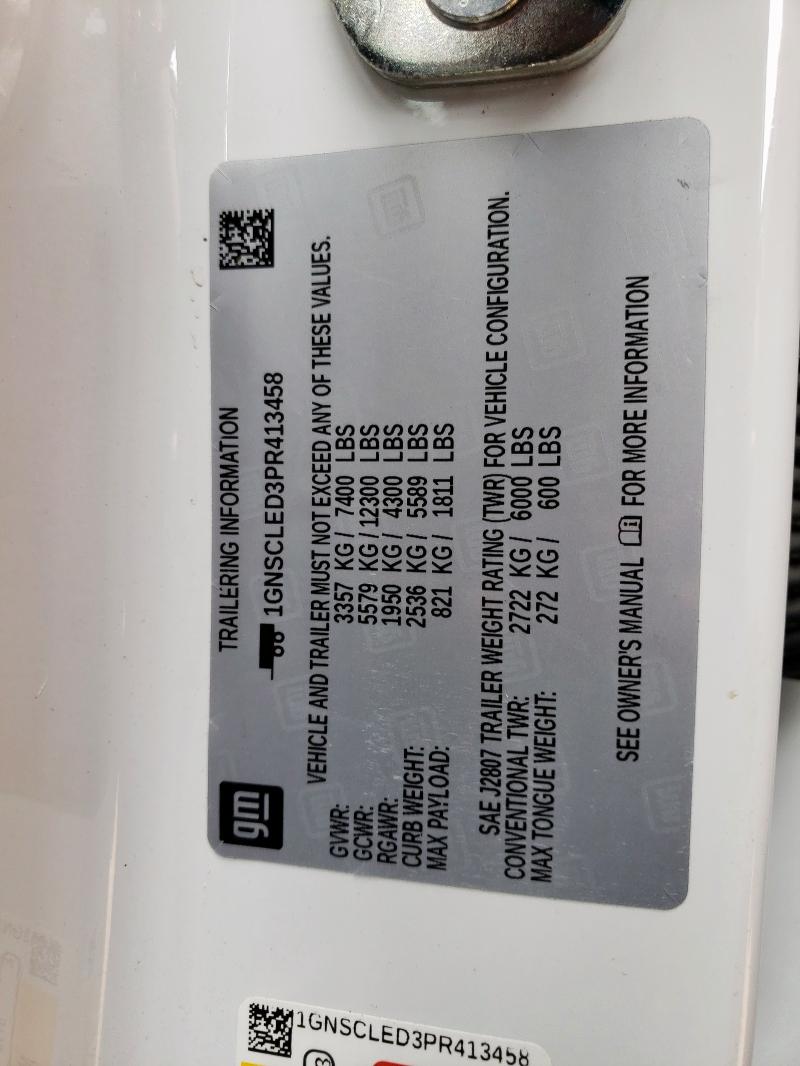 gm
TRAILERING INFORMATION
1GNSCLED3PR413458
VEHICLE AND TRAILER MUST NOT EXCEED ANY OF THESE VALUES.
GVWR: 3357 KG / 7400 LBS
GCWR: 5579 KG / 12300 LBS
RGAWR: 1950 KG / 4300 LBS
CURB WEIGHT: 2536 KG / 5589 LBS
MAX PAYLOAD: 821 KG / 1811 LBS
SAE J2807 TRAILER WEIGHT RATING (TWR) FOR VEHICLE CONFIGURATION.
CONVENTIONAL TWR: 2722 KG / 6000 LBS
MAX TONGUE WEIGHT: 272 KG / 600 LBS
SEE OWNER'S MANUAL FOR MORE INFORMATION
1GNSCLED3PR413458